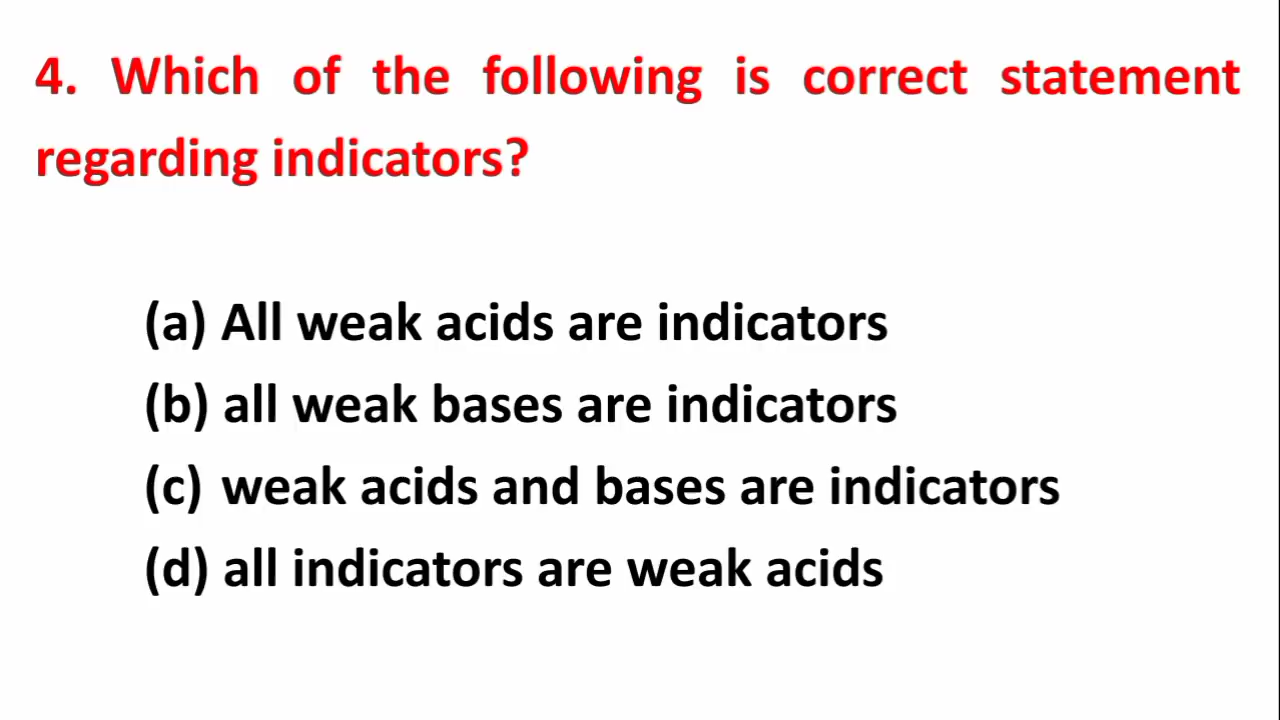 4. Which of the following is correct statement
regarding indicators?
(a) All weak acids are indicators
(b) all weak bases are indicators
(c) weak acids and bases are indicators
(d) all indicators are weak acids